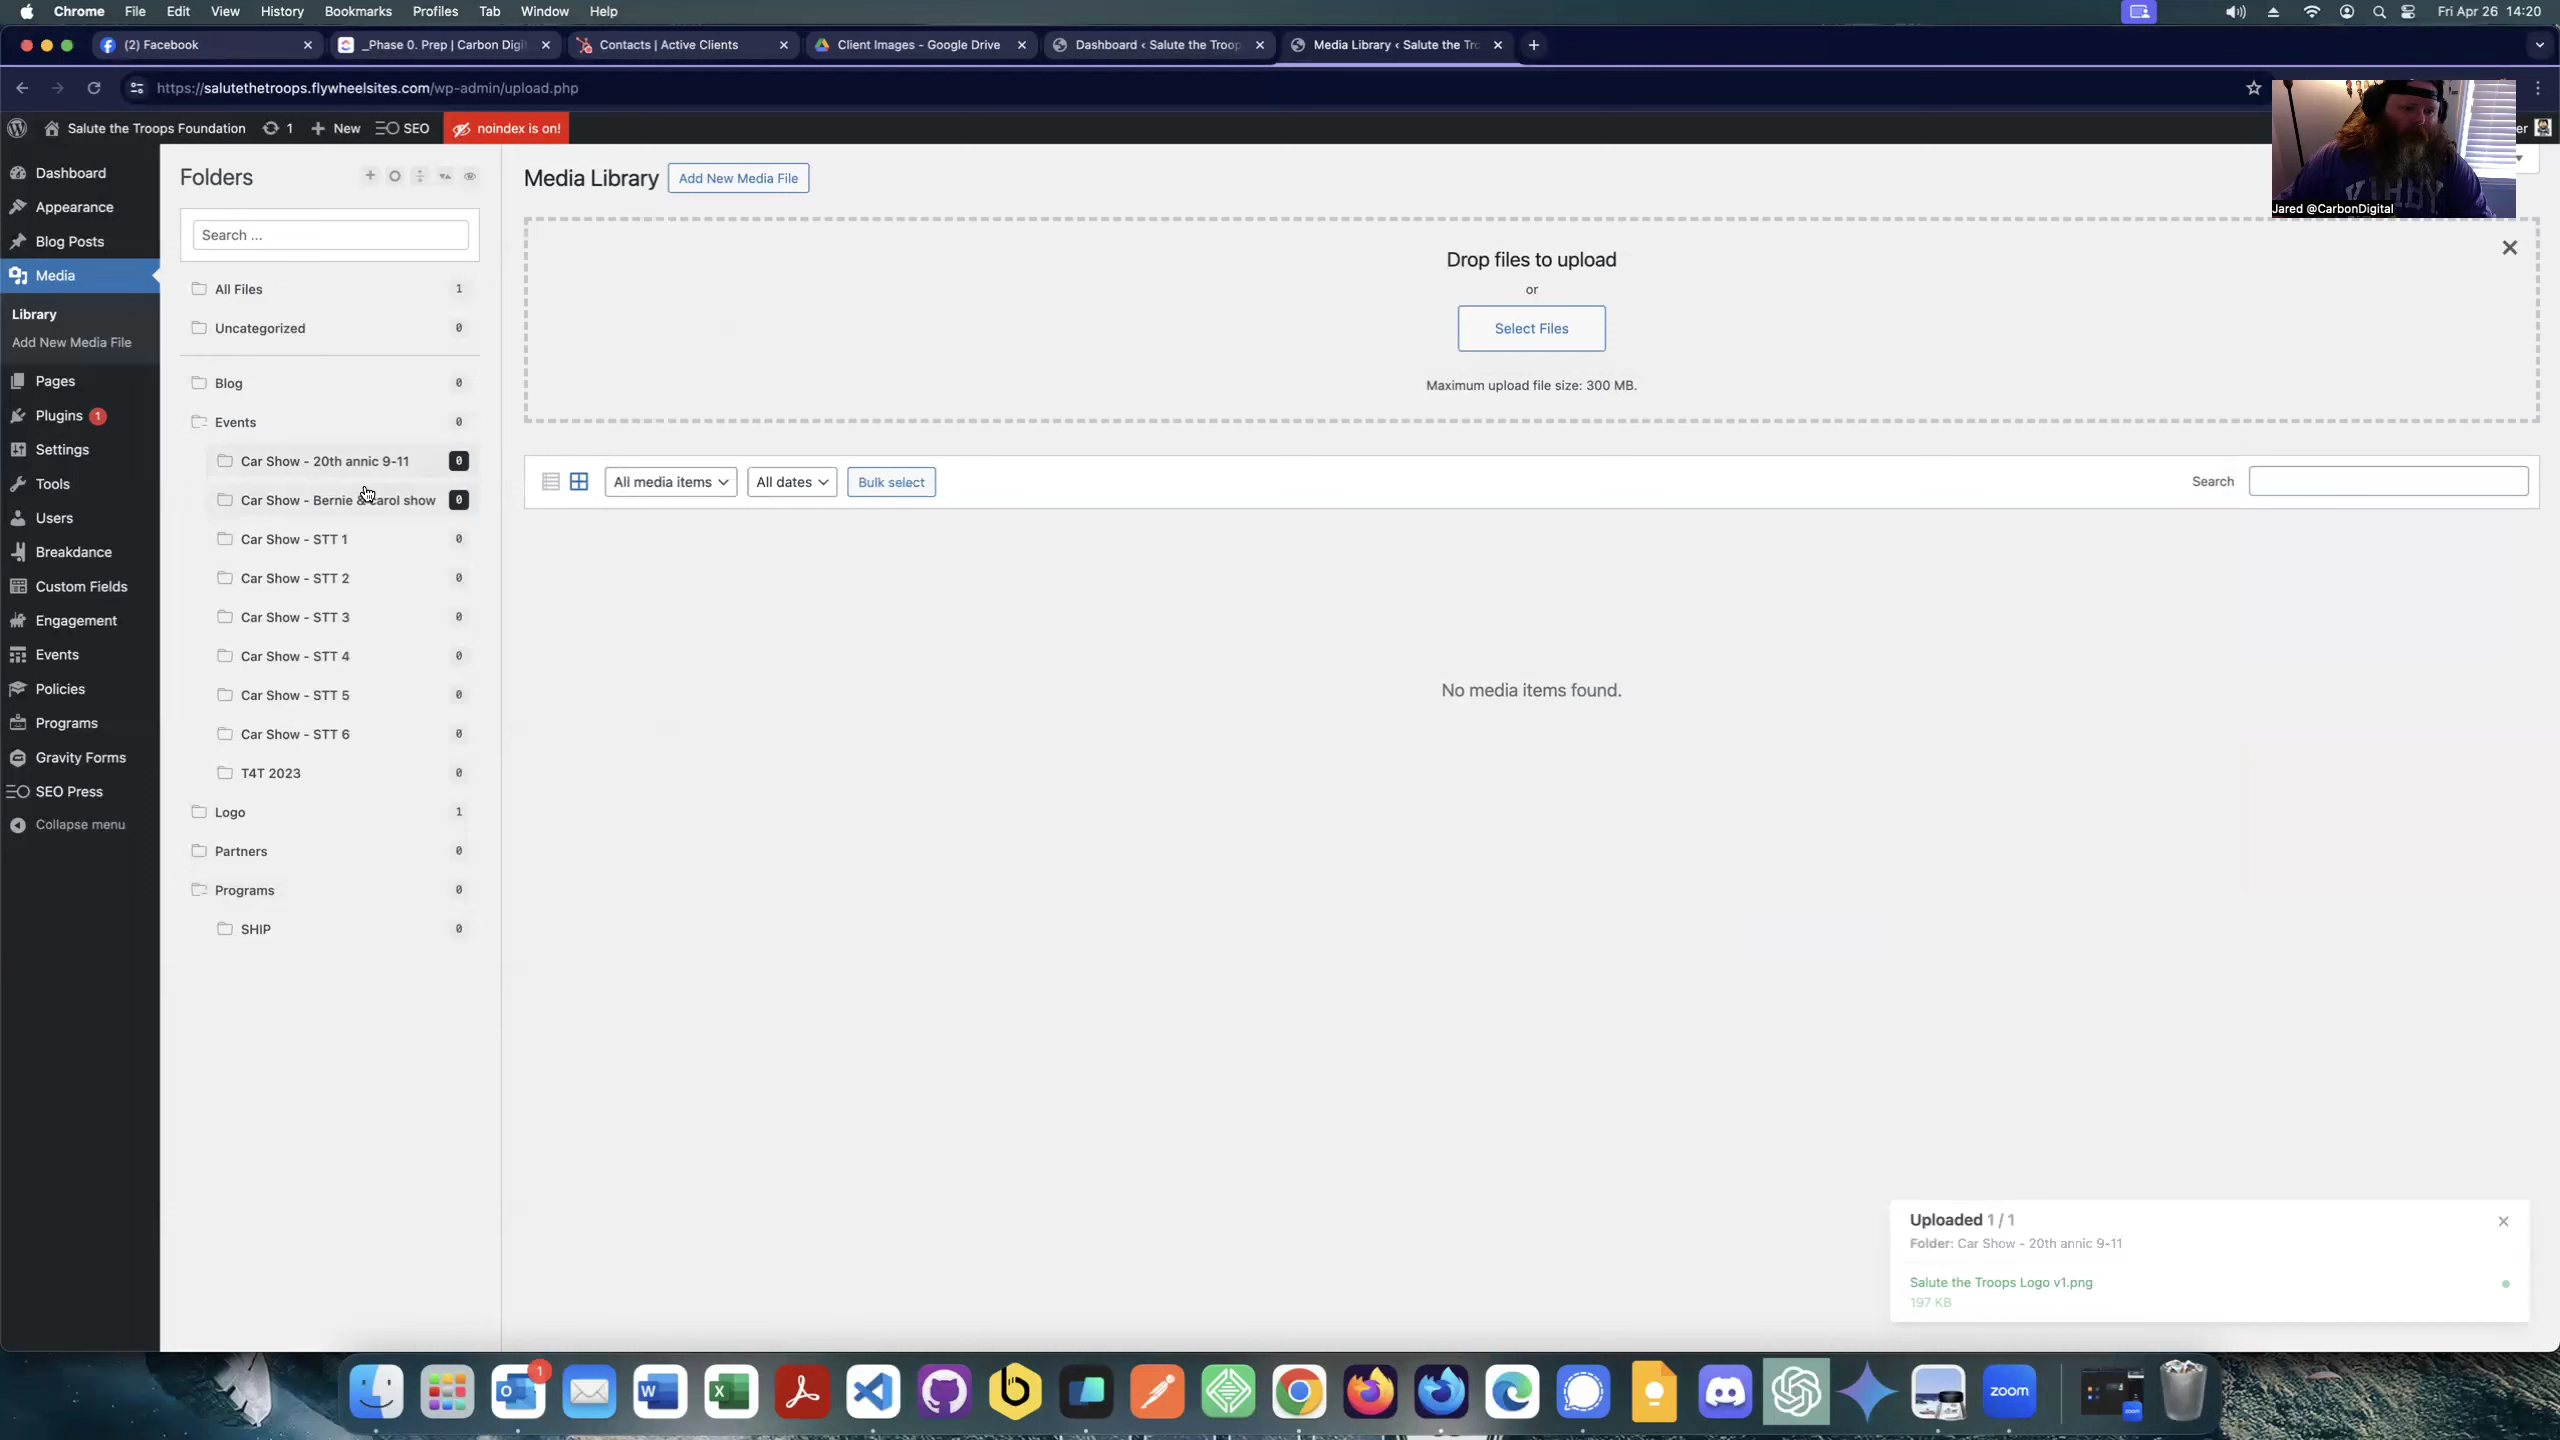 Chrome File Edit View History Bookmarks Profiles Tab Window Help Fri Apr 26 14:20
(2) Facebook
_Phase 0. Prep | Carbon Digi
Contacts | Active Clients
Client Images - Google Drive
Dashboard ‹ Salute the Troop
Media Library ‹ Salute the Tro
https://salutethetroops.flywheelsites.com/wp-admin/upload.php
Salute the Troops Foundation 1 New SEO noindex is on!
Jared @CarbonDigital
Dashboard
Appearance
Blog Posts
Media
Library
Add New Media File
Pages
Plugins 1
Settings
Tools
Users
Breakdance
Custom Fields
Engagement
Events
Policies
Programs
Gravity Forms
SEO Press
Collapse menu
Folders
Search ...
All Files 1
Uncategorized 0
Blog 0
Events 0
Car Show - 20th annic 9-11 0
Car Show - Bernie & Carol show 0
Car Show - STT 1 0
Car Show - STT 2 0
Car Show - STT 3 0
Car Show - STT 4 0
Car Show - STT 5 0
Car Show - STT 6 0
T4T 2023 0
Logo 1
Partners 0
Programs 0
SHIP 0
Media Library Add New Media File
Drop files to upload
or
Select Files
Maximum upload file size: 300 MB.
All media items All dates Bulk select Search
No media items found.
Uploaded 1 / 1
Folder: Car Show - 20th annic 9-11
Salute the Troops Logo v1.png
197 KB
1
zoom